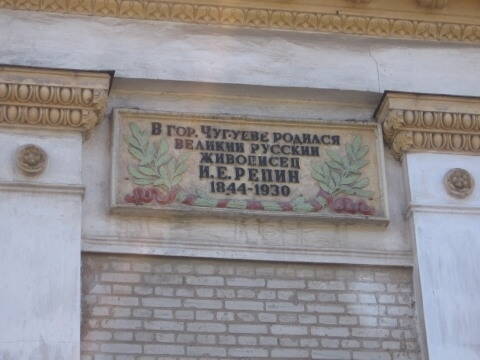 В ГОР. ЧУГУЕВЕ РОДИЛСЯ
ВЕЛИКИЙ РУССКИЙ
ЖИВОПИСЕЦ
И. Е. РЕПИН
1844-1930